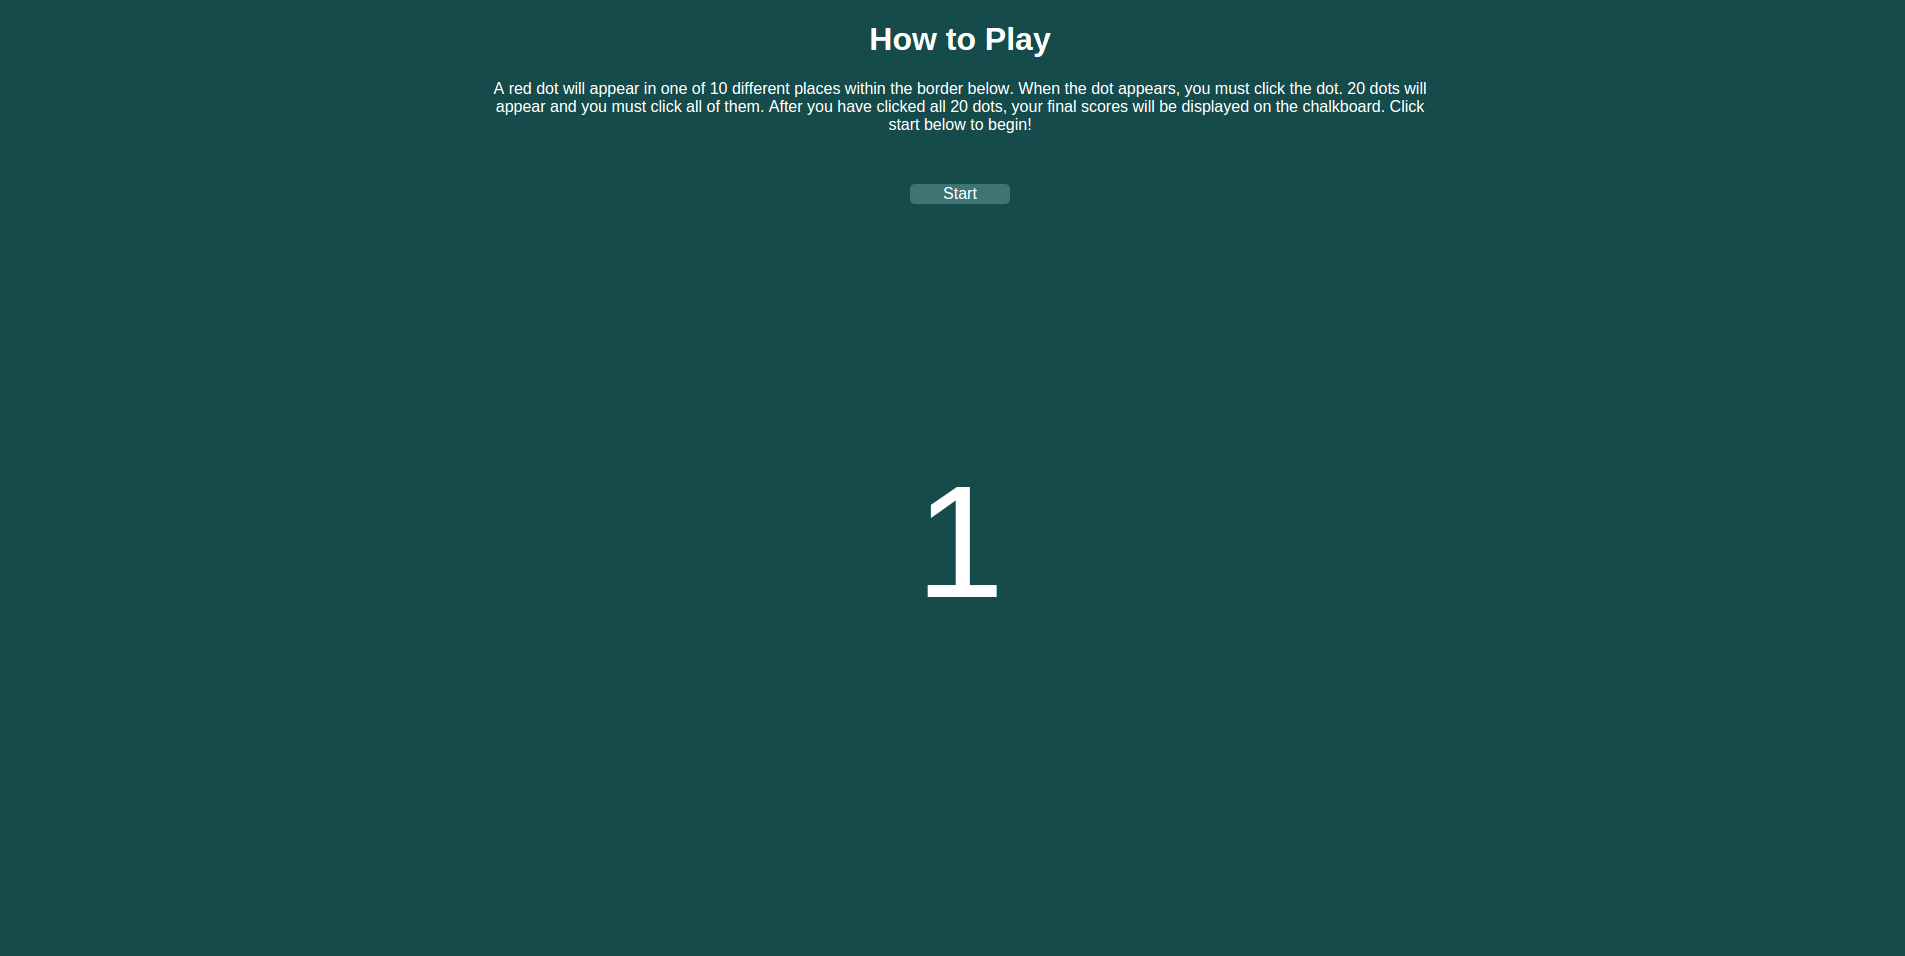 How to Play
A red dot will appear in one of 10 different places within the border below. When the dot appears, you must click the dot. 20 dots will
appear and you must click all of them. After you have clicked all 20 dots, your final scores will be displayed on the chalkboard. Click
start below to begin!
Start
1